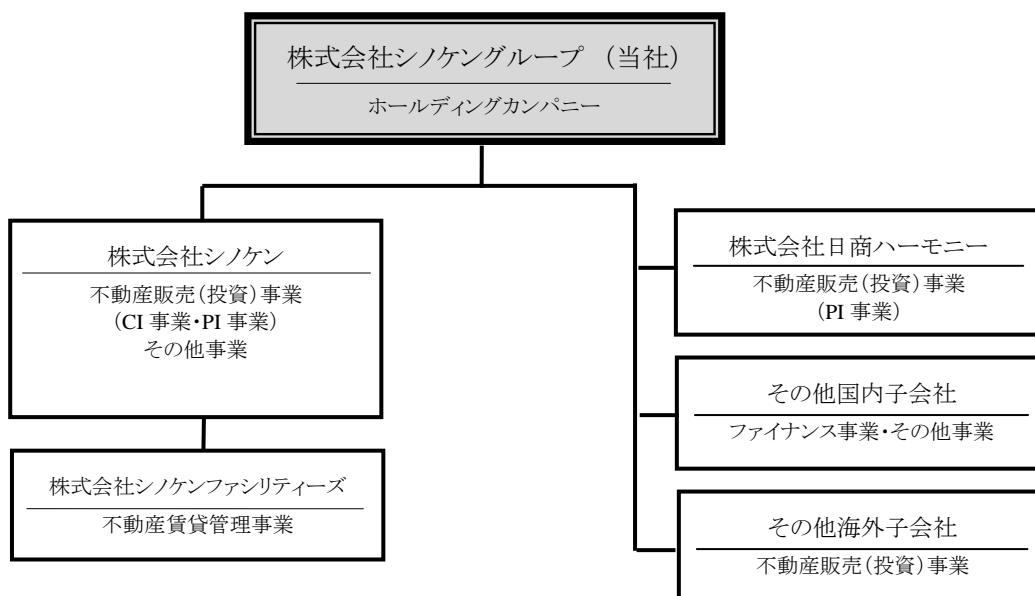 株式会社シノケングループ (当社)
ホールディングカンパニー
株式会社シノケン
不動産販売(投資)事業
(CI 事業・PI 事業)
その他事業
株式会社シノケンファシリティーズ
不動産賃貸管理事業
株式会社日商ハーモニー
不動産販売(投資)事業
(PI 事業)
その他国内子会社
ファイナンス事業・その他事業
その他海外子会社
不動産販売(投資)事業